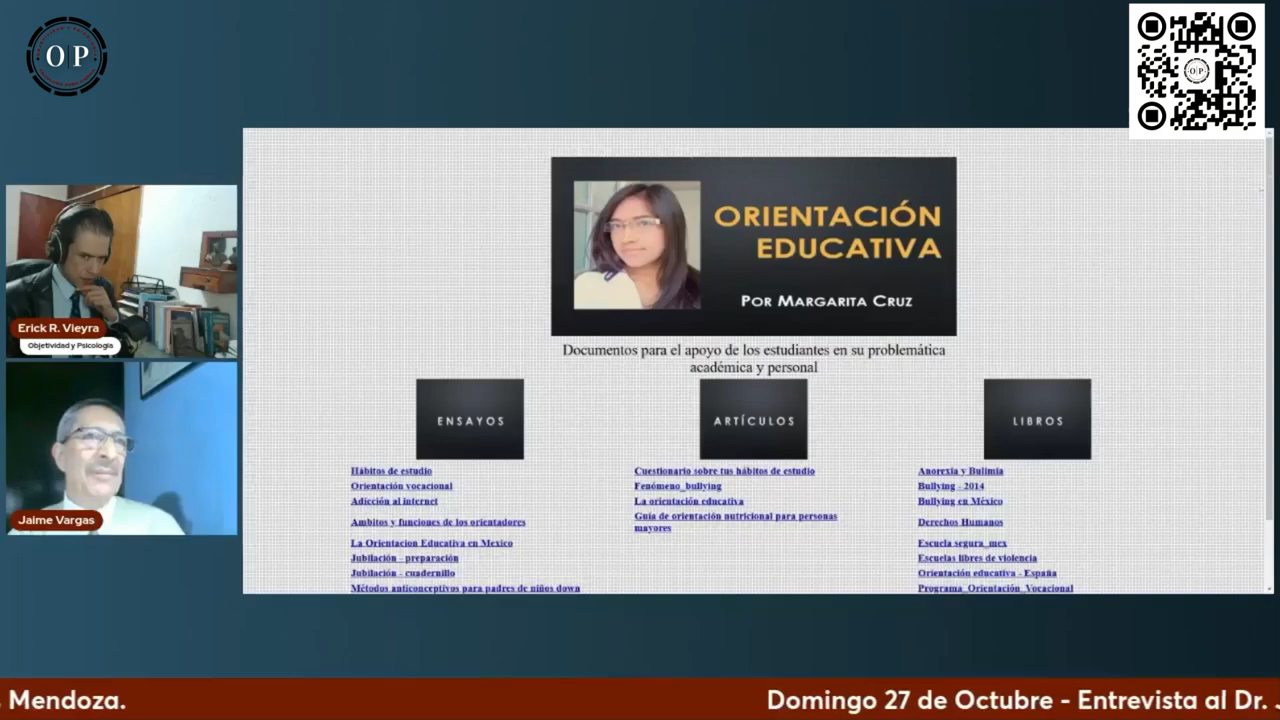 O|P
O|P
ORIENTACIÓN
EDUCATIVA
POR MARGARITA CRUZ
Documentos para el apoyo de los estudiantes en su problemática
académica y personal
ENSAYOS
Hábitos de estudio
Orientación vocacional
Adicción al internet
Ambitos y funciones de los orientadores
La Orientacion Educativa en Mexico
Jubilación - preparación
Jubilación - cuadernillo
Métodos anticonceptivos para padres de niños down
ARTÍCULOS
Cuestionario sobre tus hábitos de estudio
Fenómeno_bullying
La orientación educativa
Guía de orientación nutricional para personas
mayores
LIBROS
Anorexia y Bulimia
Bullying - 2014
Bullying en México
Derechos Humanos
Escuela segura_mex
Escuelas libres de violencia
Orientación educativa - España
Programa_Orientación_Vocacional
Erick R. Vieyra
Objetividad y Psicología
Jaime Vargas
Mendoza.
Domingo 27 de Octubre - Entrevista al Dr.